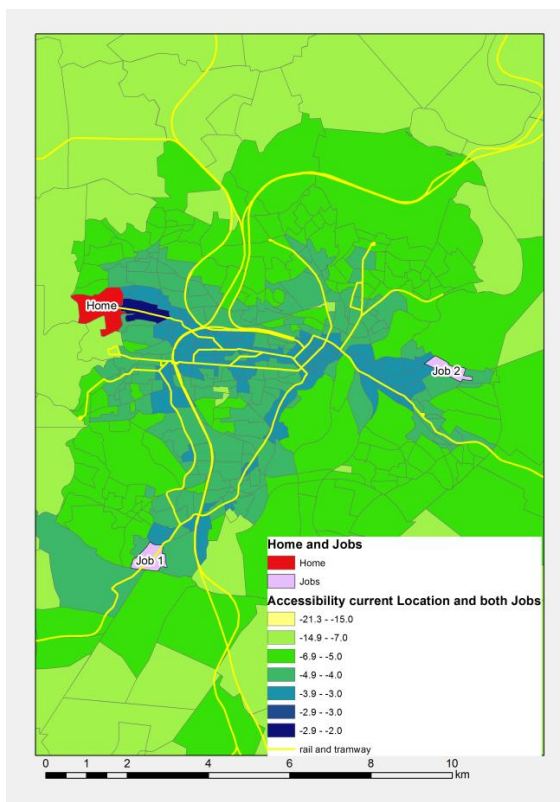 Home
Job 2
Job 1
Home and Jobs
Home
Jobs
Accessibility current Location and both Jobs
-21.3 - -15.0
-14.9 - -7.0
-6.9 - -5.0
-4.9 - -4.0
-3.9 - -3.0
-2.9 - -3.0
-2.9 - -2.0
rail and tramway
0 1 2 4 6 8 10
km